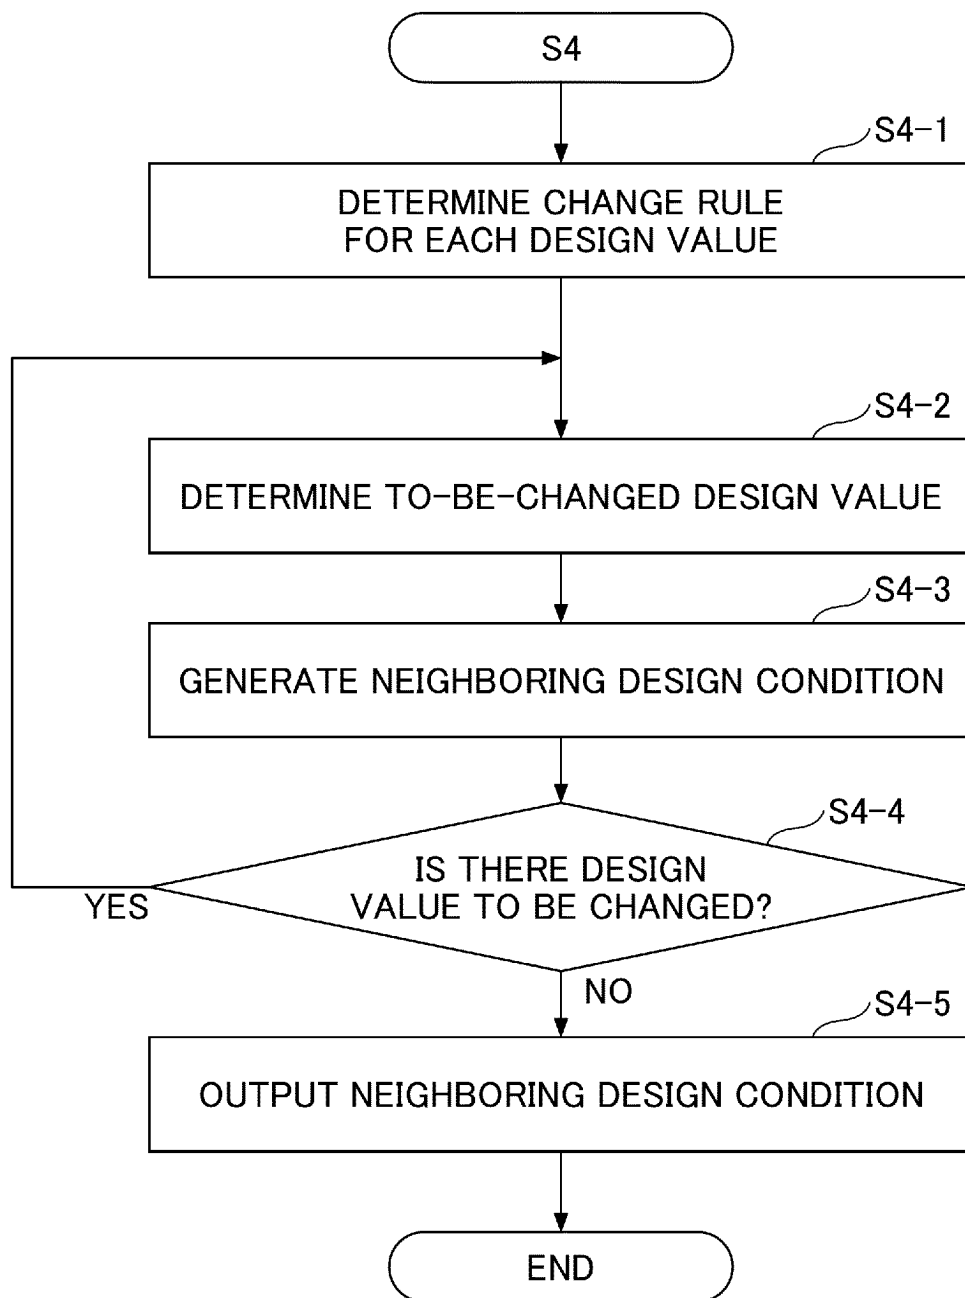 S4
S4-1
DETERMINE CHANGE RULE
FOR EACH DESIGN VALUE
S4-2
DETERMINE TO-BE-CHANGED DESIGN VALUE
S4-3
GENERATE NEIGHBORING DESIGN CONDITION
S4-4
IS THERE DESIGN
VALUE TO BE CHANGED?
YES
NO
S4-5
OUTPUT NEIGHBORING DESIGN CONDITION
END